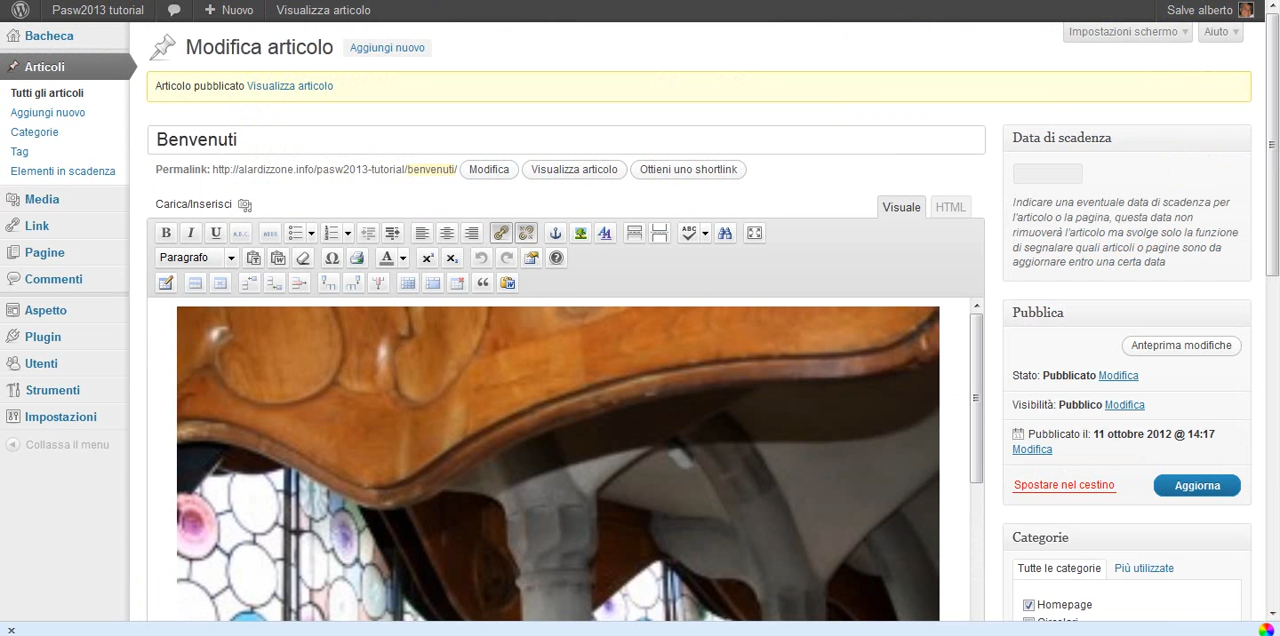 Pasw2013 tutorial Nuovo Visualizza articolo Salve alberto
Bacheca
Articoli
Tutti gli articoli
Aggiungi nuovo
Categorie
Tag
Elementi in scadenza
Media
Link
Pagine
Commenti
Aspetto
Plugin
Utenti
Strumenti
Impostazioni
Collassa il menu
Impostazioni schermo Aiuto
Modifica articolo Aggiungi nuovo
Articolo pubblicato Visualizza articolo
Benvenuti
Permalink: http://alardizzone.info/pasw2013-tutorial/benvenuti/ Modifica Visualizza articolo Ottieni uno shortlink
Carica/Inserisci Visuale HTML
B I U A.B.C. ABC
Paragrafo
Data di scadenza
Indicare una eventuale data di scadenza per
l'articolo o la pagina, questa data non
rimuoverà l'articolo ma svolge solo la funzione
di segnalare quali articoli o pagine sono da
aggiornare entro una certa data
Pubblica
Anteprima modifiche
Stato: Pubblicato Modifica
Visibilità: Pubblico Modifica
Pubblicato il: 11 ottobre 2012 @ 14:17
Modifica
Spostare nel cestino Aggiorna
Categorie
Tutte le categorie Più utilizzate
Homepage
Circolari